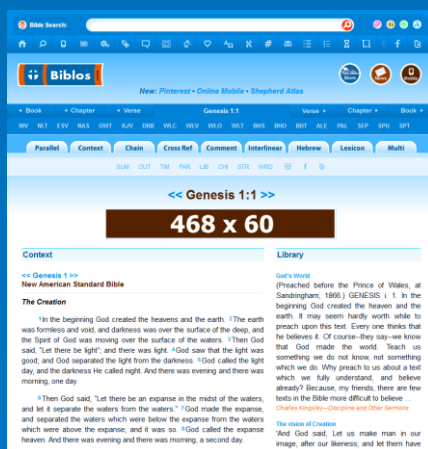 Bible Search:
Biblos
New: Pinterest • Online Mobile • Shepherd Atlas
Book Chapter Verse Genesis 1:1 Verse Chapter Book
NIV NLT ESV NAS GWT KJV DRB WLC WLV WLO WLT BHS BHO BHT ALE PAL SEP SPU SPT
Parallel Context Chain Cross Ref Comment Interlinear Hebrew Lexicon Multi
SUM OUT TIM PAR LIB CHI STR WRD
<< Genesis 1:1 >>
468 x 60
Context
<< Genesis 1 >>
New American Standard Bible
The Creation
1In the beginning God created the heavens and the earth. 2The earth
was formless and void, and darkness was over the surface of the deep, and
the Spirit of God was moving over the surface of the waters. 3Then God
said, "Let there be light"; and there was light. 4God saw that the light was
good; and God separated the light from the darkness. 5God called the light
day, and the darkness He called night. And there was evening and there was
morning, one day.
6Then God said, "Let there be an expanse in the midst of the waters,
and let it separate the waters from the waters." 7God made the expanse,
and separated the waters which were below the expanse from the waters
which were above the expanse; and it was so. 8God called the expanse
heaven. And there was evening and there was morning, a second day.
Library
God's World
(Preached before the Prince of Wales, at
Sandringham, 1866.) GENESIS i. 1. In the
beginning God created the heaven and the
earth. It may seem hardly worth while to
preach upon this text. Every one thinks that
he believes it. Of course--they say--we know
that God made the world. Teach us
something we do not know, not something
which we do. Why preach to us about a text
which we fully understand, and believe
already? Because, my friends, there are few
texts in the Bible more difficult to believe ...
Charles Kingsley—Discipline and Other Sermons
The vision of Creation
'And God said, Let us make man in our
image, after our likeness; and let them have